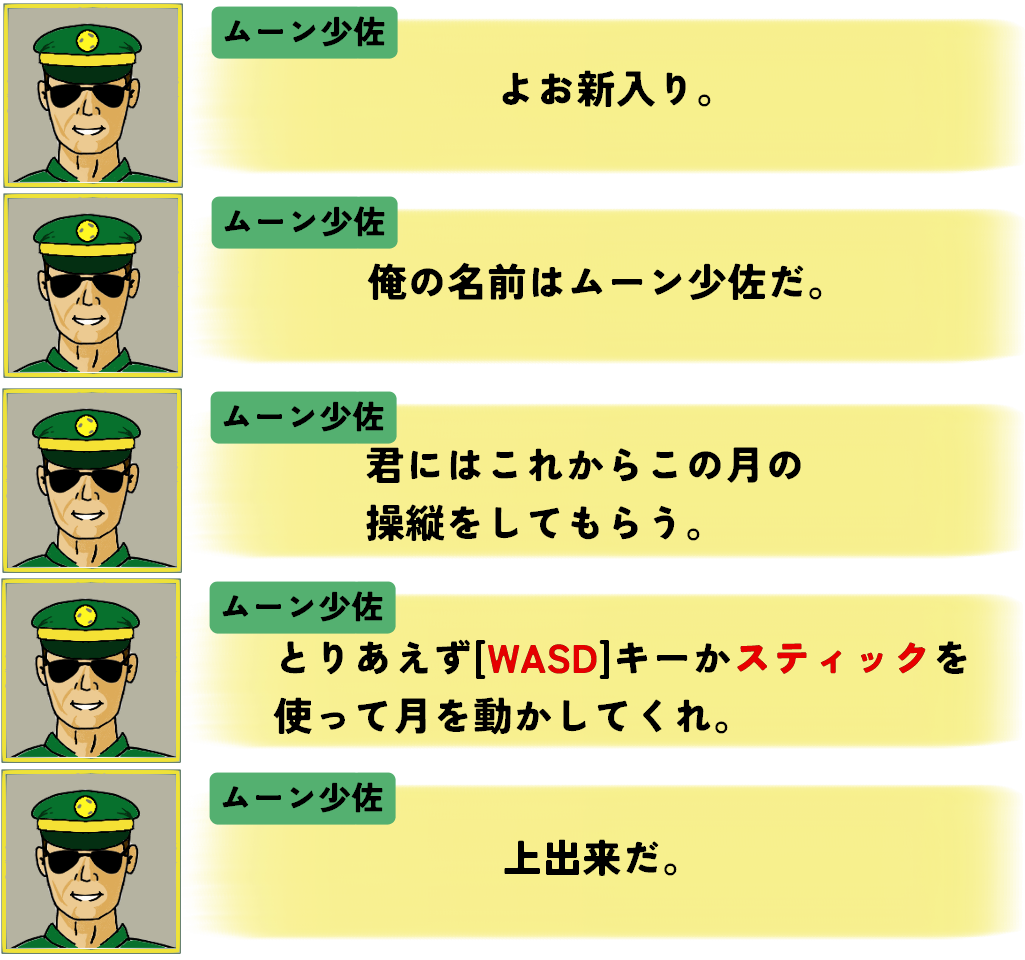 ムーン少佐
よお新入り。
ムーン少佐
俺の名前はムーン少佐だ。
ムーン少佐
君にはこれからこの月の
操縦をしてもらう。
ムーン少佐
とりあえず[WASD]キーかスティックを
使って月を動かしてくれ。
ムーン少佐
上出来だ。